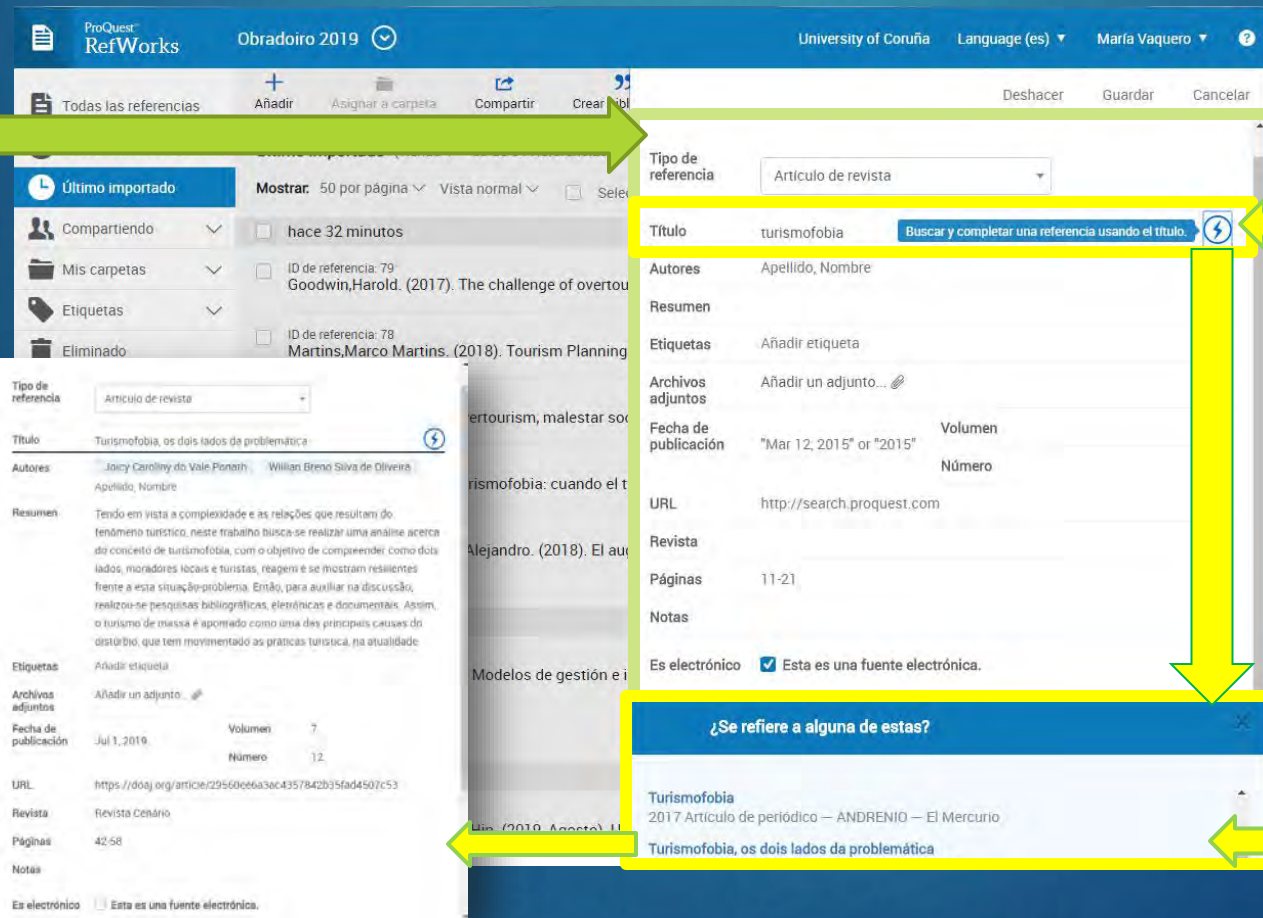 ProQuest
RefWorks
Obradoiro 2019
University of Coruña
Language (es)
María Vaquero
?
Todas las referencias
Añadir
Asignar a carpeta
Compartir
Último importado
Compartiendo
Mis carpetas
Etiquetas
Eliminado
Mostrar: 50 por página
Vista normal
hace 32 minutos
ID de referencia: 79
Goodwin,Harold. (2017). The challenge of
ID de referencia: 78
Martins,Marco Martins. (2018). Tourism Planning
malestar
cuando el
Alejandro. (2018). El
Modelos de gestión e
Deshacer
Guardar
Cancelar
Tipo de
referencia
Artículo de revista
Título
turismofobia
Buscar y completar una referencia usando el título.
Autores
Apellido, Nombre
Resumen
Etiquetas
Añadir etiqueta
Archivos
adjuntos
Añadir un adjunto...
Fecha de
publicación
"Mar 12, 2015" or "2015"
Volumen
Número
URL
http://search.proquest.com
Revista
Páginas
11-21
Notas
Es electrónico
Esta es una fuente electrónica.
¿Se refiere a alguna de estas?
Turismofobia
2017 Artículo de periódico — ANDRENIO — El Mercurio
Turismofobia, os dois lados da problemática
Tipo de
referencia
Artículo de revista
Título
Turismofobia, os dois lados da problemática
Autores
Joicy Caroliny do Vale Willian Breno Silva de Oliveira
Apellido, Nombre
Resumen
Tendo em vista a complexidade e as relações que resultam do
fenômeno turístico, neste trabalho busca-se realizar uma análise acerca
do conceito de turismofobia, com o objetivo de compreender como dois
lados, moradores locais e turistas, reagem e se mostram resilientes
frente a esta situação-problema. Então, para auxiliar na discussão,
realizou-se pesquisas bibliográficas, eletrônicas e documentais. Assim,
o turismo de massa é apontado como uma das principais causas do
distúrbio, que tem movimentado as práticas turística, na atualidade
Etiquetas
Añadir etiqueta
Archivos
adjuntos
Añadir un adjunto...
Fecha de
publicación
Jul 1, 2019
Volumen
7
Número
12
URL
https://doaj.org/article/29560ee6a3ac4357842b35fad4507c53
Revista
Revista Cenário
Páginas
42-58
Notas
Es electrónico
Esta es una fuente electrónica.